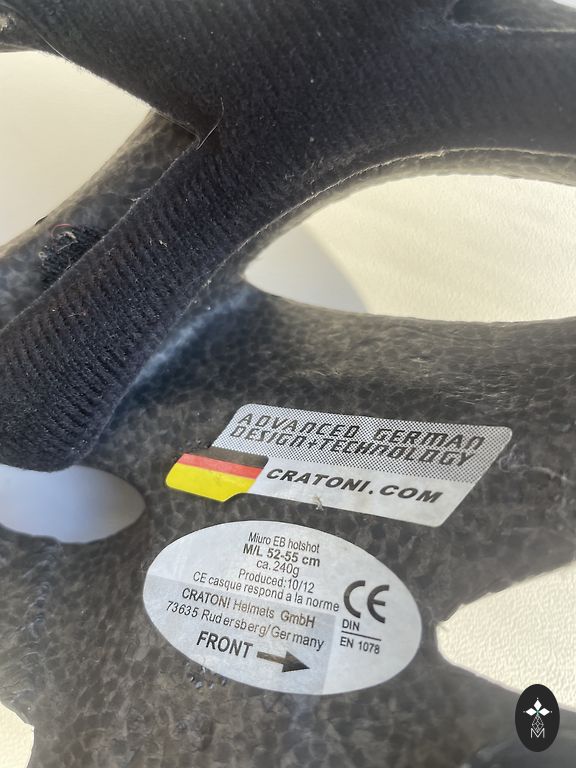 ADVANCED GERMAN
DESIGN+TECHNOLOGY
CRATONI.COM
Miuro EB hotshot
M/L 52-55 cm
ca. 240g
Produced:10/12
CE casque respond a la norme
CRATONI Helmets GmbH
73635 Rudersberg/Germany
FRONT
CE
DIN
EN 1078
M